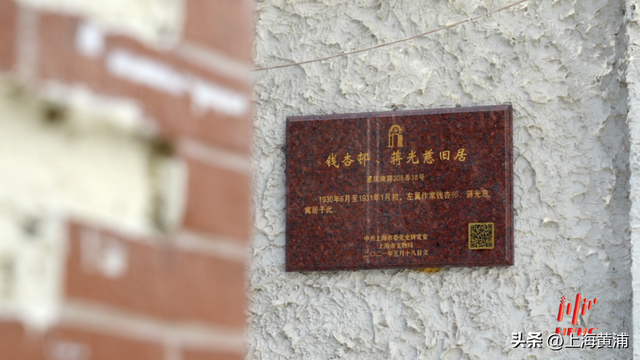 钱杏邨、蒋光慈旧居
重庆南路205弄38号
1930年6月至1931年1月初，左翼作家钱杏邨、蒋光慈
寓居于此。
中共上海市委党史研究室
上海市文物局
二〇二一年三月十八日立
头条 @上海黄浦